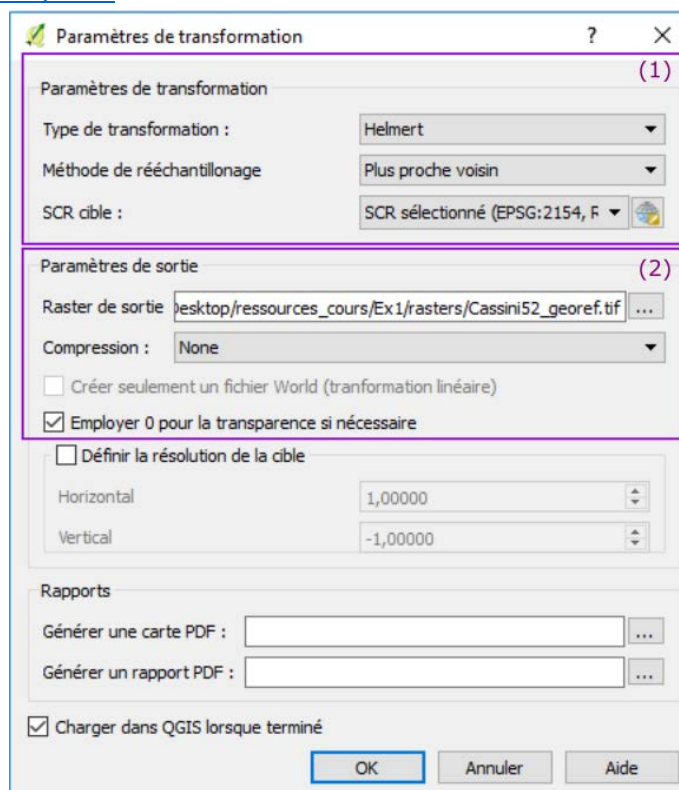 Paramètres de transformation ? ×
(1)
Paramètres de transformation
Type de transformation : Helmert
Méthode de rééchantillonage Plus proche voisin
SCR cible : SCR sélectionné (EPSG:2154, R
Paramètres de sortie (2)
Raster de sortie Desktop/ressources_cours/Ex1/rasters/Cassini52_georef.tif ...
Compression : None
Créer seulement un fichier World (tranformation linéaire)
Employer 0 pour la transparence si nécessaire
Définir la résolution de la cible
Horizontal 1,00000
Vertical -1,00000
Rapports
Générer une carte PDF : ...
Générer un rapport PDF : ...
Charger dans QGIS lorsque terminé
OK Annuler Aide